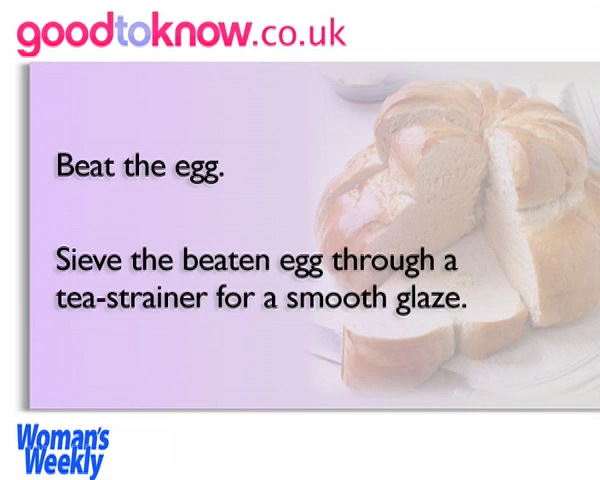 goodtoknow.co.uk
Beat the egg.
Sieve the beaten egg through a
tea-strainer for a smooth glaze.
Woman's
Weekly